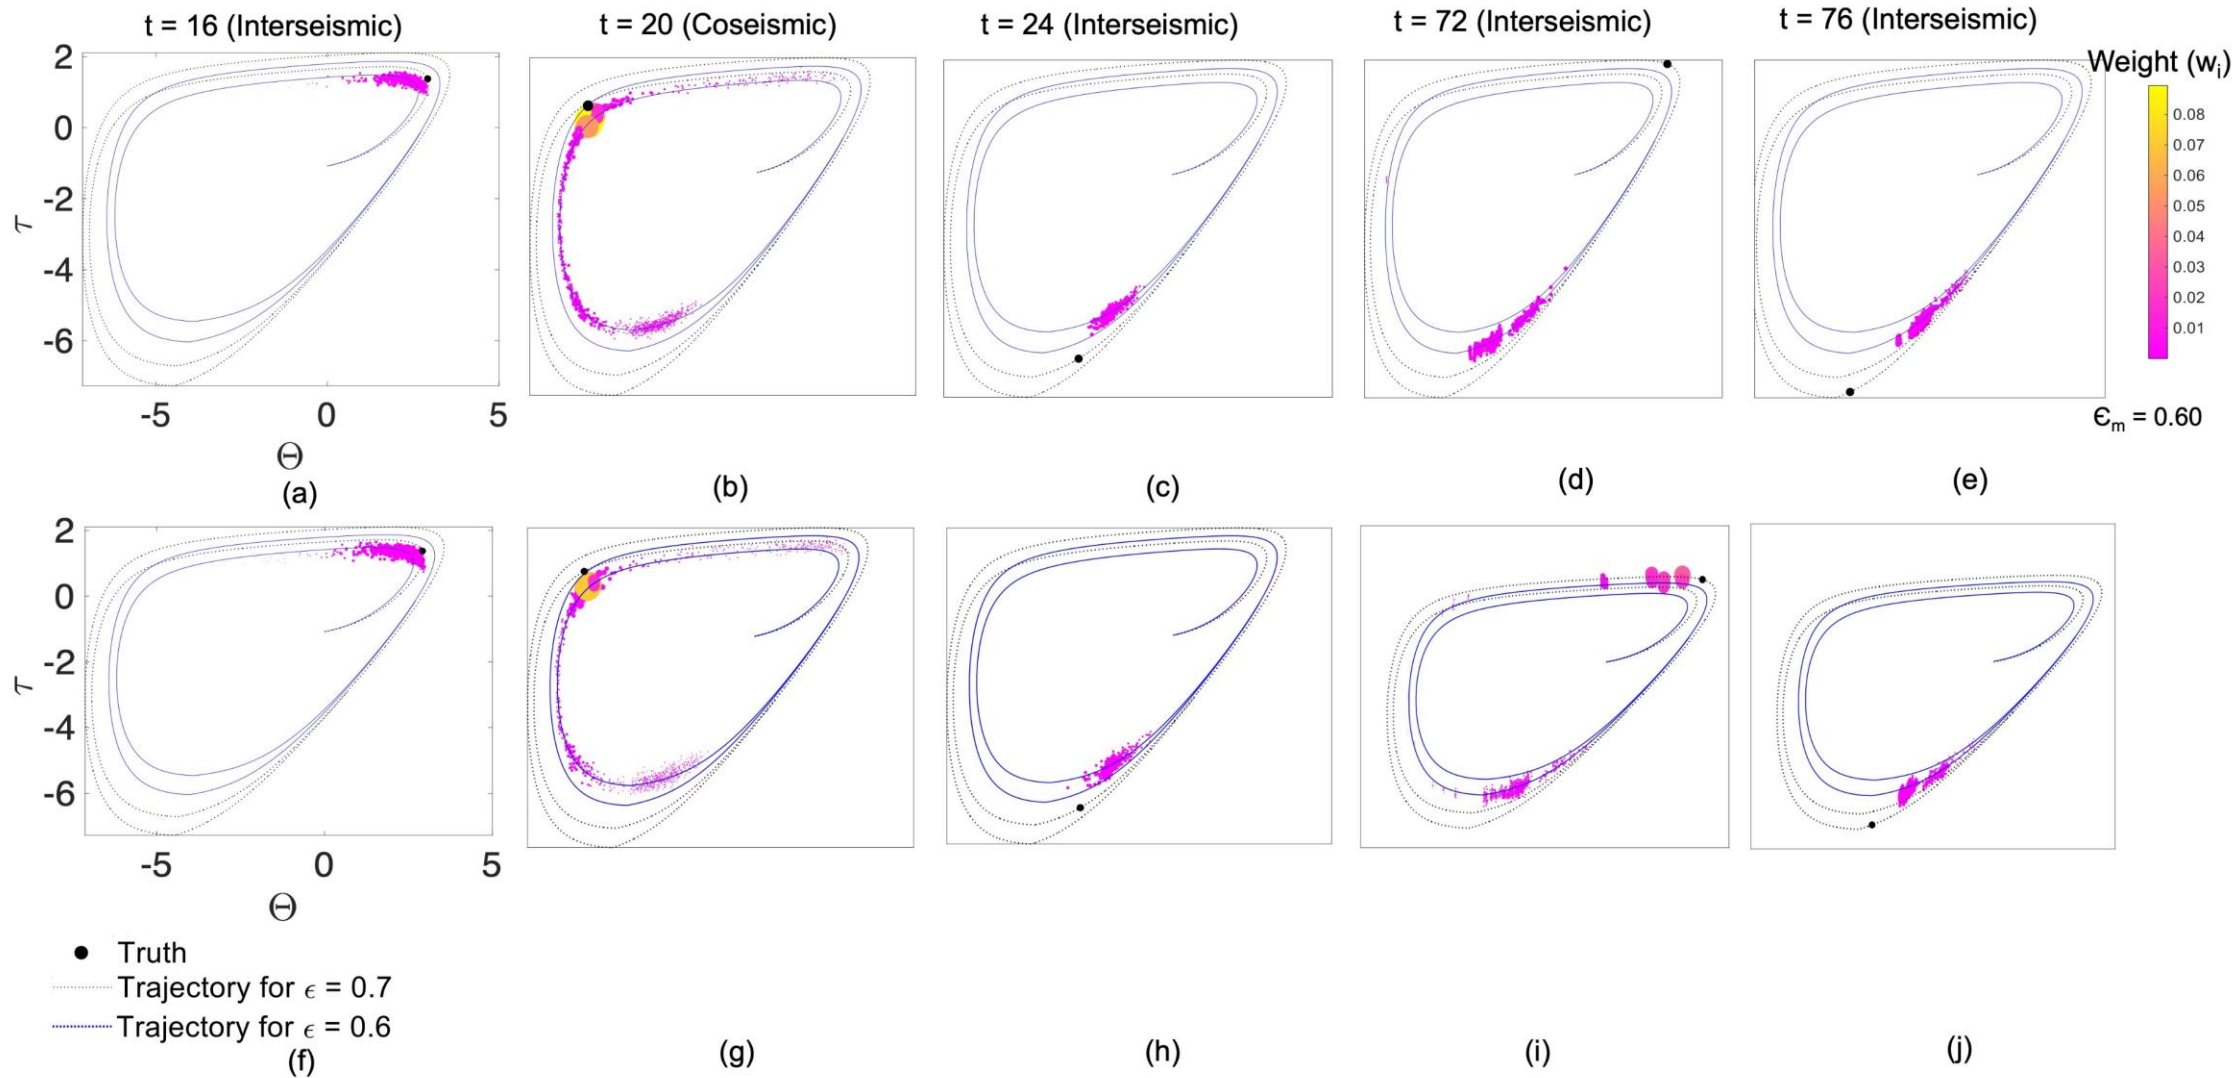 t = 16 (Interseismic)
t = 20 (Coseismic)
t = 24 (Interseismic)
t = 72 (Interseismic)
t = 76 (Interseismic)
Weight (wᵢ)
0.08
0.07
0.06
0.05
0.04
0.03
0.02
0.01
Єₘ = 0.60
2
0
-2
-4
-6
τ
-5 0 5
Θ
(a)
(b)
(c)
(d)
(e)
2
0
-2
-4
-6
τ
-5 0 5
Θ
Truth
Trajectory for ϵ = 0.7
Trajectory for ϵ = 0.6
(f)
(g)
(h)
(i)
(j)